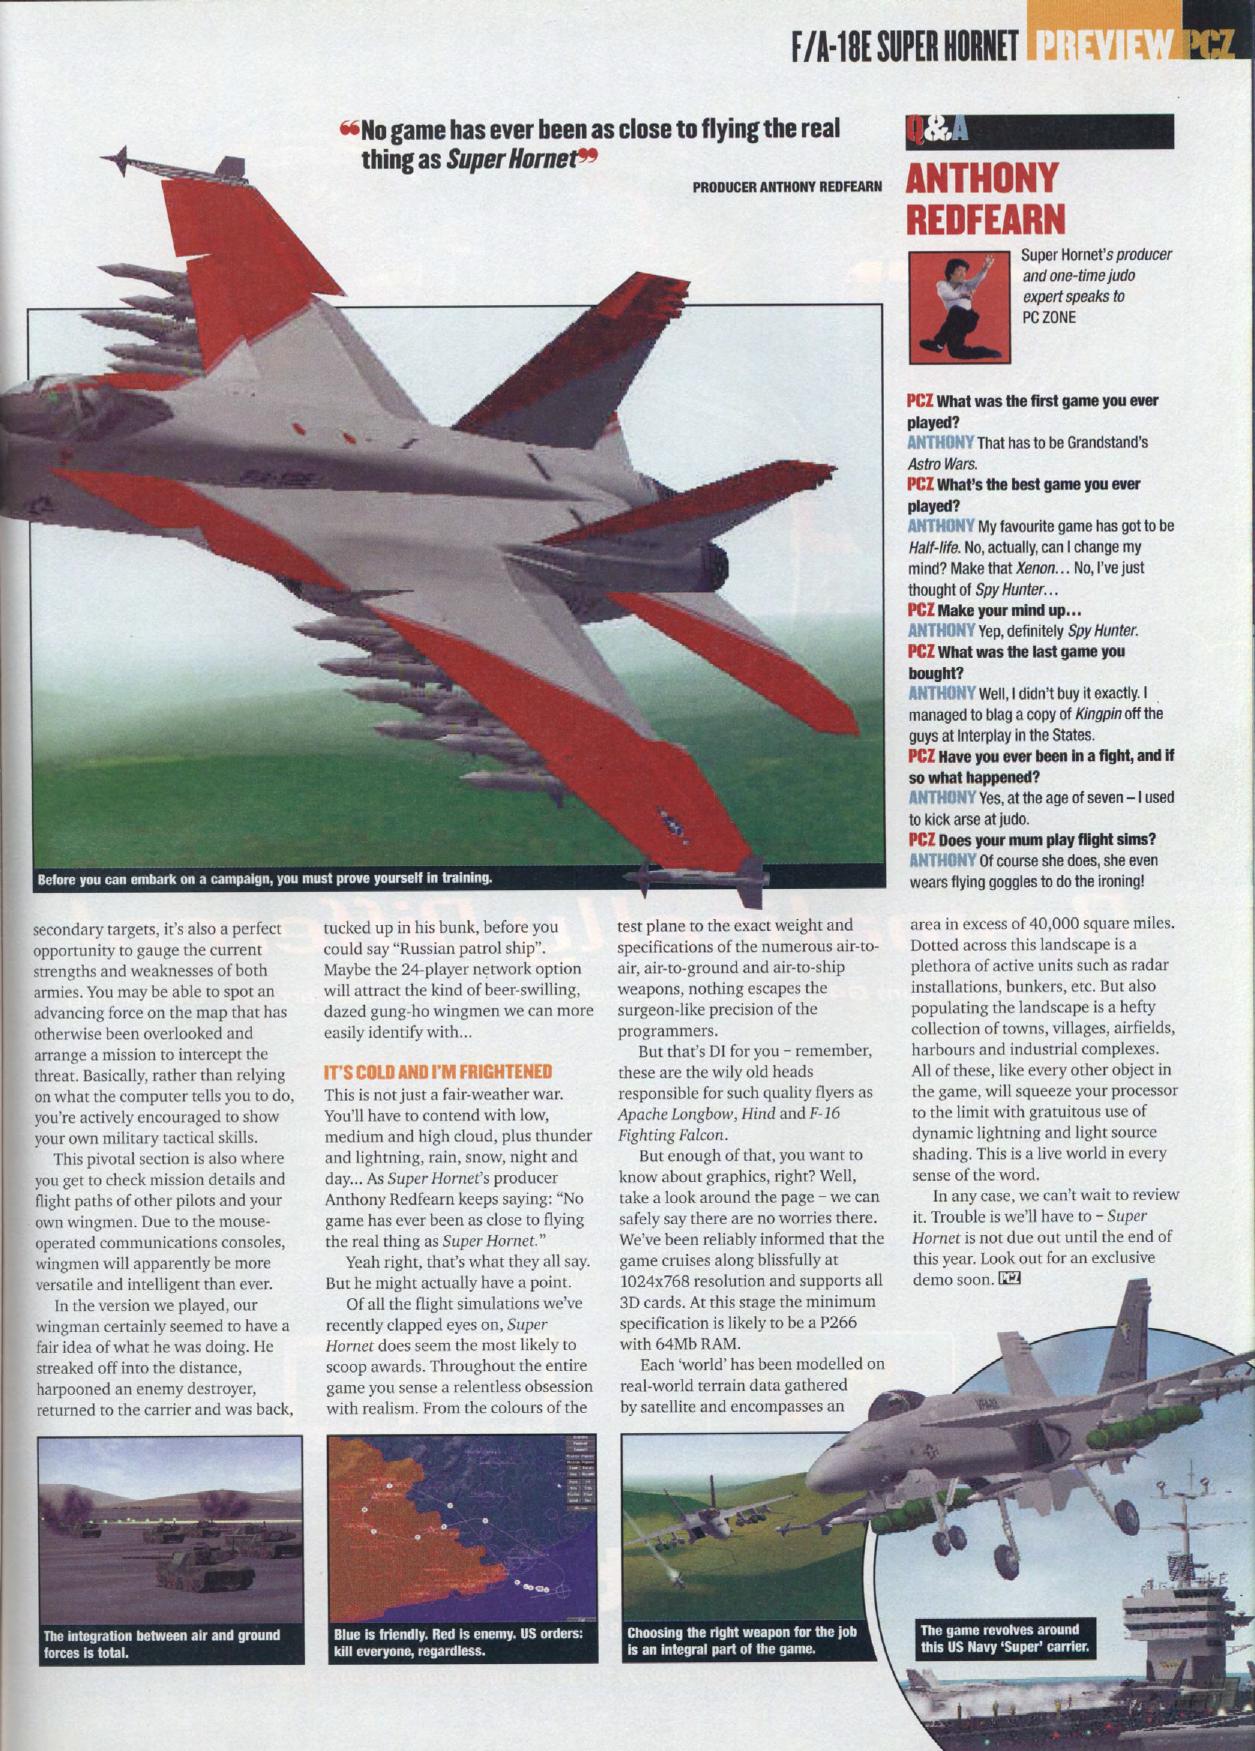 F/A-18E SUPER HORNET PREVIEW PCZ
“No game has ever been as close to flying the real
thing as Super Hornet”
PRODUCER ANTHONY REDFEARN
Before you can embark on a campaign, you must prove yourself in training.
Q&A
ANTHONY
REDFEARN
Super Hornet's producer
and one-time judo
expert speaks to
PC ZONE
PCZ What was the first game you ever
played?
ANTHONY That has to be Grandstand's
Astro Wars.
PCZ What's the best game you ever
played?
ANTHONY My favourite game has got to be
Half-life. No, actually, can I change my
mind? Make that Xenon... No, I've just
thought of Spy Hunter...
PCZ Make your mind up...
ANTHONY Yep, definitely Spy Hunter.
PCZ What was the last game you
bought?
ANTHONY Well, I didn't buy it exactly. I
managed to blag a copy of Kingpin off the
guys at Interplay in the States.
PCZ Have you ever been in a fight, and if
so what happened?
ANTHONY Yes, at the age of seven – I used
to kick arse at judo.
PCZ Does your mum play flight sims?
ANTHONY Of course she does, she even
wears flying goggles to do the ironing!
secondary targets, it's also a perfect
opportunity to gauge the current
strengths and weaknesses of both
armies. You may be able to spot an
advancing force on the map that has
otherwise been overlooked and
arrange a mission to intercept the
threat. Basically, rather than relying
on what the computer tells you to do,
you're actively encouraged to show
your own military tactical skills.
This pivotal section is also where
you get to check mission details and
flight paths of other pilots and your
own wingmen. Due to the mouse-
operated communications consoles,
wingmen will apparently be more
versatile and intelligent than ever.
In the version we played, our
wingman certainly seemed to have a
fair idea of what he was doing. He
streaked off into the distance,
harpooned an enemy destroyer,
returned to the carrier and was back,
tucked up in his bunk, before you
could say “Russian patrol ship”.
Maybe the 24-player network option
will attract the kind of beer-swilling,
dazed gung-ho wingmen we can more
easily identify with...
IT'S COLD AND I'M FRIGHTENED
This is not just a fair-weather war.
You'll have to contend with low,
medium and high cloud, plus thunder
and lightning, rain, snow, night and
day... As Super Hornet's producer
Anthony Redfearn keeps saying: “No
game has ever been as close to flying
the real thing as Super Hornet.”
Yeah right, that's what they all say.
But he might actually have a point.
Of all the flight simulations we've
recently clapped eyes on, Super
Hornet does seem the most likely to
scoop awards. Throughout the entire
game you sense a relentless obsession
with realism. From the colours of the
test plane to the exact weight and
specifications of the numerous air-to-
air, air-to-ground and air-to-ship
weapons, nothing escapes the
surgeon-like precision of the
programmers.
But that's DI for you – remember,
these are the wily old heads
responsible for such quality flyers as
Apache Longbow, Hind and F-16
Fighting Falcon.
But enough of that, you want to
know about graphics, right? Well,
take a look around the page – we can
safely say there are no worries there.
We've been reliably informed that the
game cruises along blissfully at
1024x768 resolution and supports all
3D cards. At this stage the minimum
specification is likely to be a P266
with 64Mb RAM.
Each ‘world’ has been modelled on
real-world terrain data gathered
by satellite and encompasses an
area in excess of 40,000 square miles.
Dotted across this landscape is a
plethora of active units such as radar
installations, bunkers, etc. But also
populating the landscape is a hefty
collection of towns, villages, airfields,
harbours and industrial complexes.
All of these, like every other object in
the game, will squeeze your processor
to the limit with gratuitous use of
dynamic lightning and light source
shading. This is a live world in every
sense of the word.
In any case, we can't wait to review
it. Trouble is we'll have to – Super
Hornet is not due out until the end of
this year. Look out for an exclusive
demo soon. PCZ
The integration between air and ground
forces is total.
Blue is friendly. Red is enemy. US orders:
kill everyone, regardless.
Choosing the right weapon for the job
is an integral part of the game.
The game revolves around
this US Navy ‘Super’ carrier.